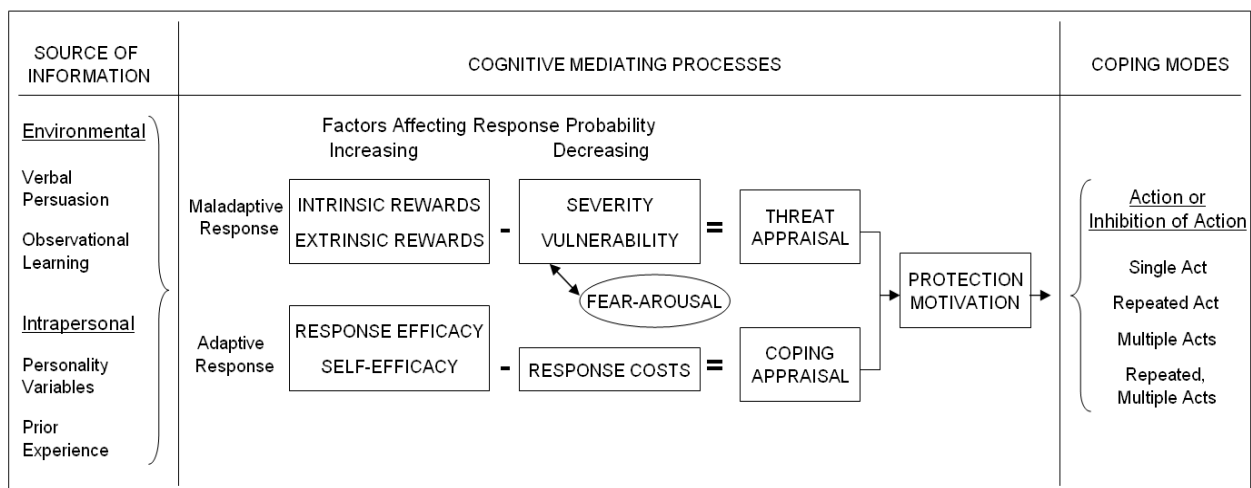 SOURCE OF
INFORMATION
COGNITIVE MEDIATING PROCESSES
COPING MODES
Environmental
Verbal
Persuasion
Observational
Learning
Intrapersonal
Personality
Variables
Prior
Experience
Factors Affecting Response Probability
Increasing
Decreasing
Maladaptive
Response
INTRINSIC REWARDS
EXTRINSIC REWARDS
-
SEVERITY
VULNERABILITY
=
THREAT
APPRAISAL
FEAR-AROUSAL
Adaptive
Response
RESPONSE EFFICACY
SELF-EFFICACY
-
RESPONSE COSTS
=
COPING
APPRAISAL
PROTECTION
MOTIVATION
Action or
Inhibition of Action
Single Act
Repeated Act
Multiple Acts
Repeated,
Multiple Acts